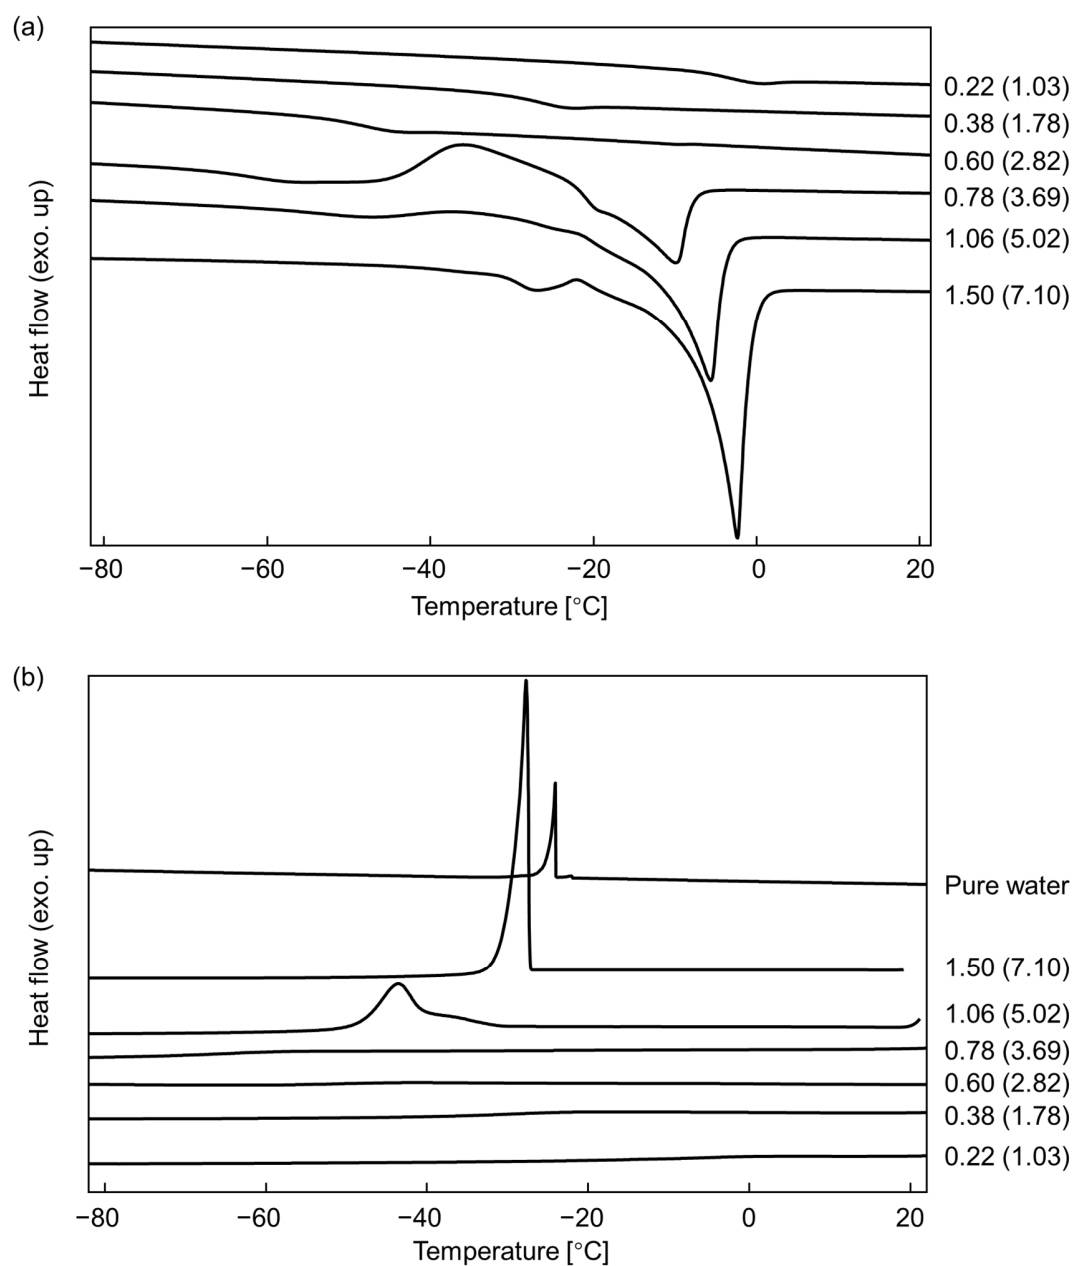 (a)
0.22 (1.03)
0.38 (1.78)
0.60 (2.82)
0.78 (3.69)
1.06 (5.02)
1.50 (7.10)
Heat flow (exo. up)
−80 −60 −40 −20 0 20
Temperature [°C]
(b)
Pure water
1.50 (7.10)
1.06 (5.02)
0.78 (3.69)
0.60 (2.82)
0.38 (1.78)
0.22 (1.03)
Heat flow (exo. up)
−80 −60 −40 −20 0 20
Temperature [°C]